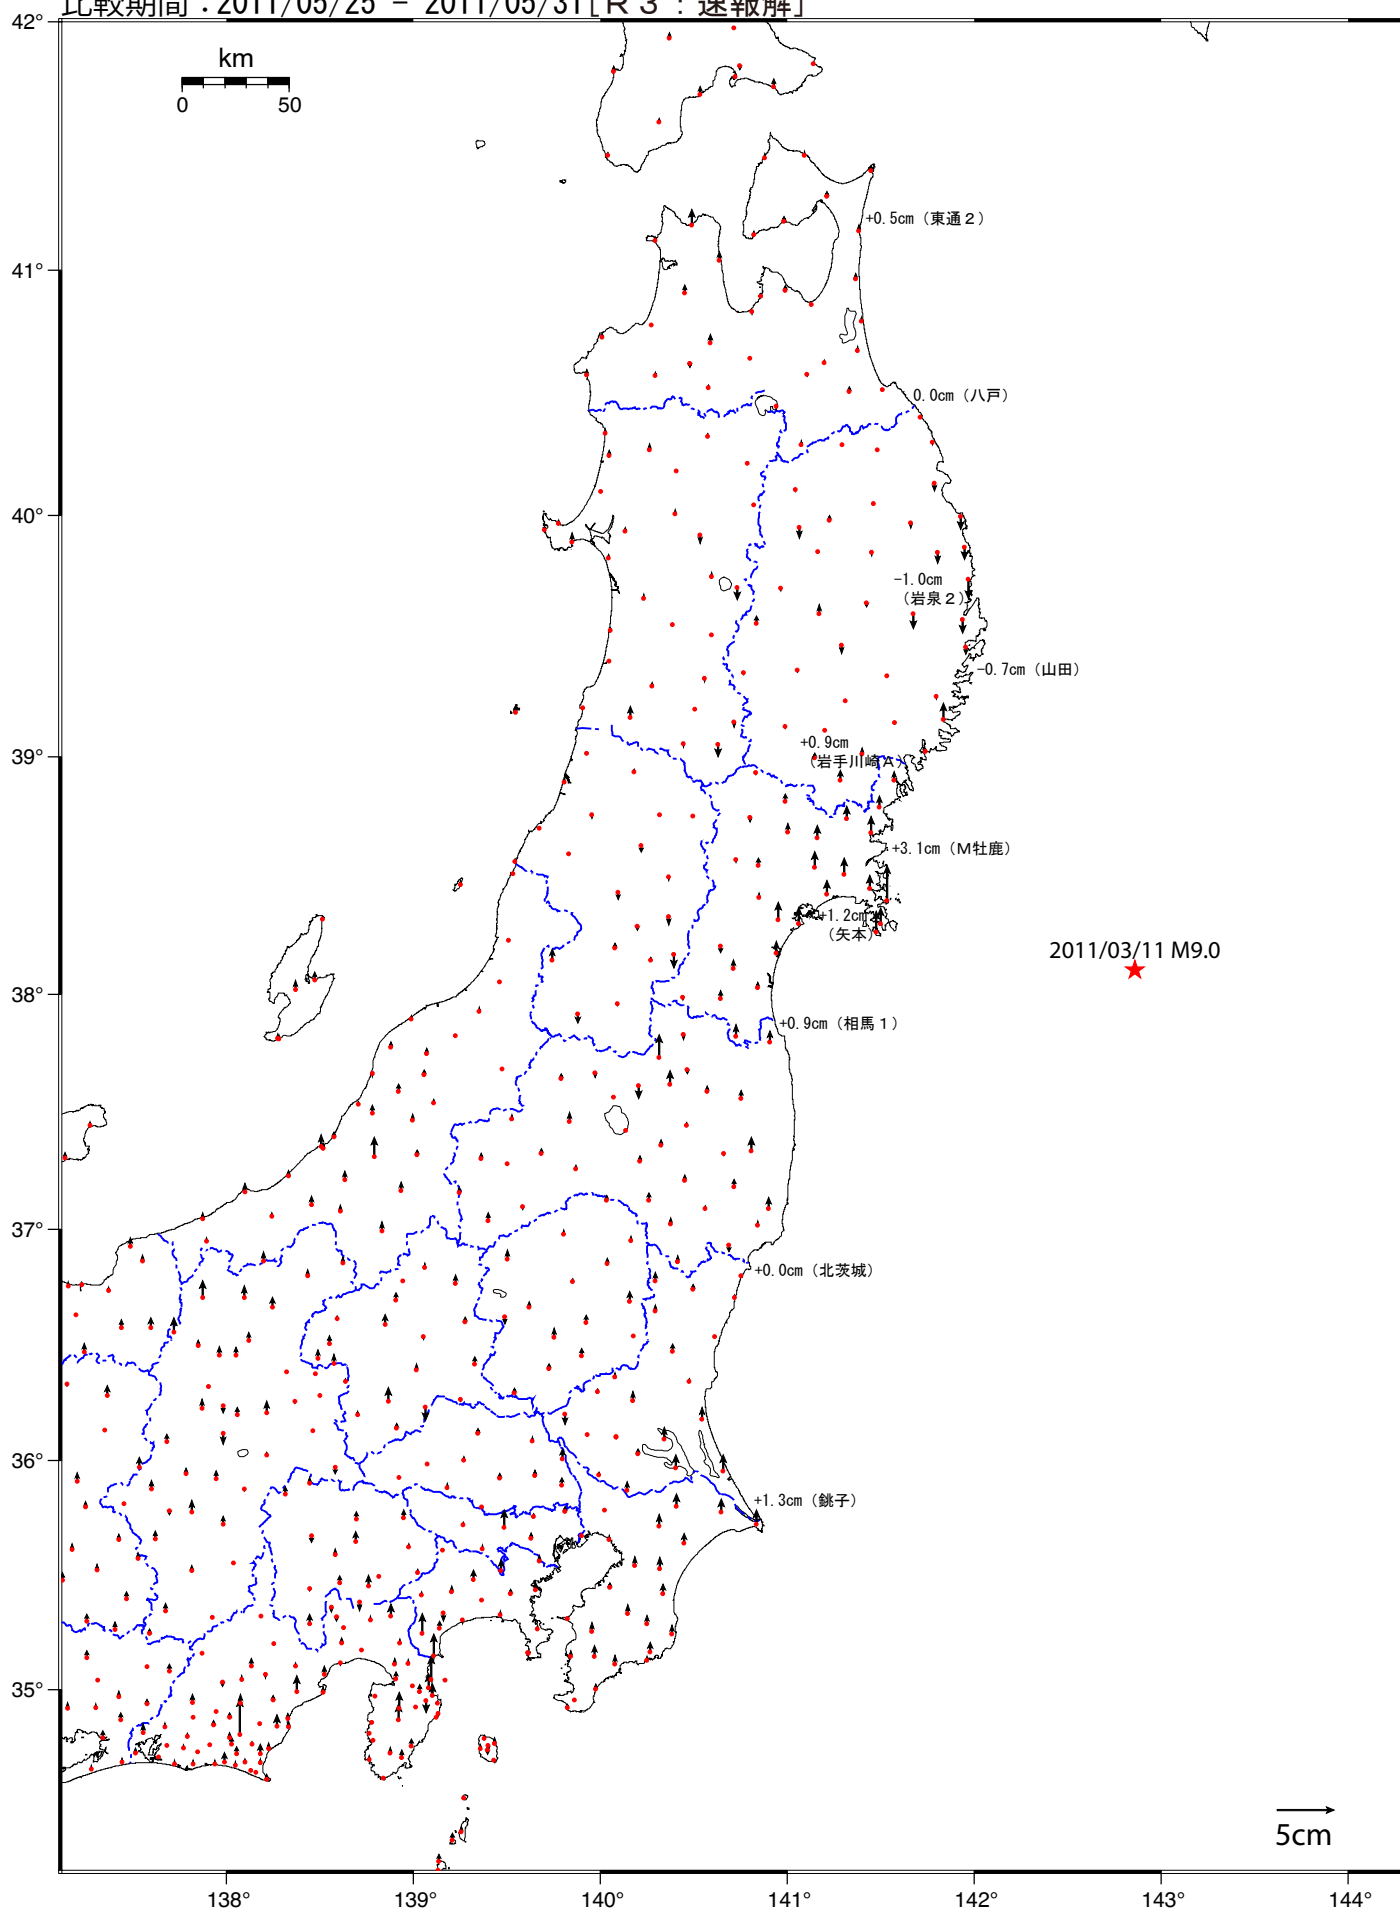 比較期間：2011/05/25 - 2011/05/31[Ｒ３：速報解]
42°
km
0 50
+0.5cm（東通２）
41°
0.0cm（八戸）
40°
-1.0cm
（岩泉２）
-0.7cm（山田）
39°
+0.9cm
（岩手川崎Ａ）
+3.1cm（Ｍ牡鹿）
+1.2cm
（矢本）
2011/03/11 M9.0
38°
+0.9cm（相馬１）
37°
+0.0cm（北茨城）
36°
+1.3cm（銚子）
35°
5cm
138° 139° 140° 141° 142° 143° 144°